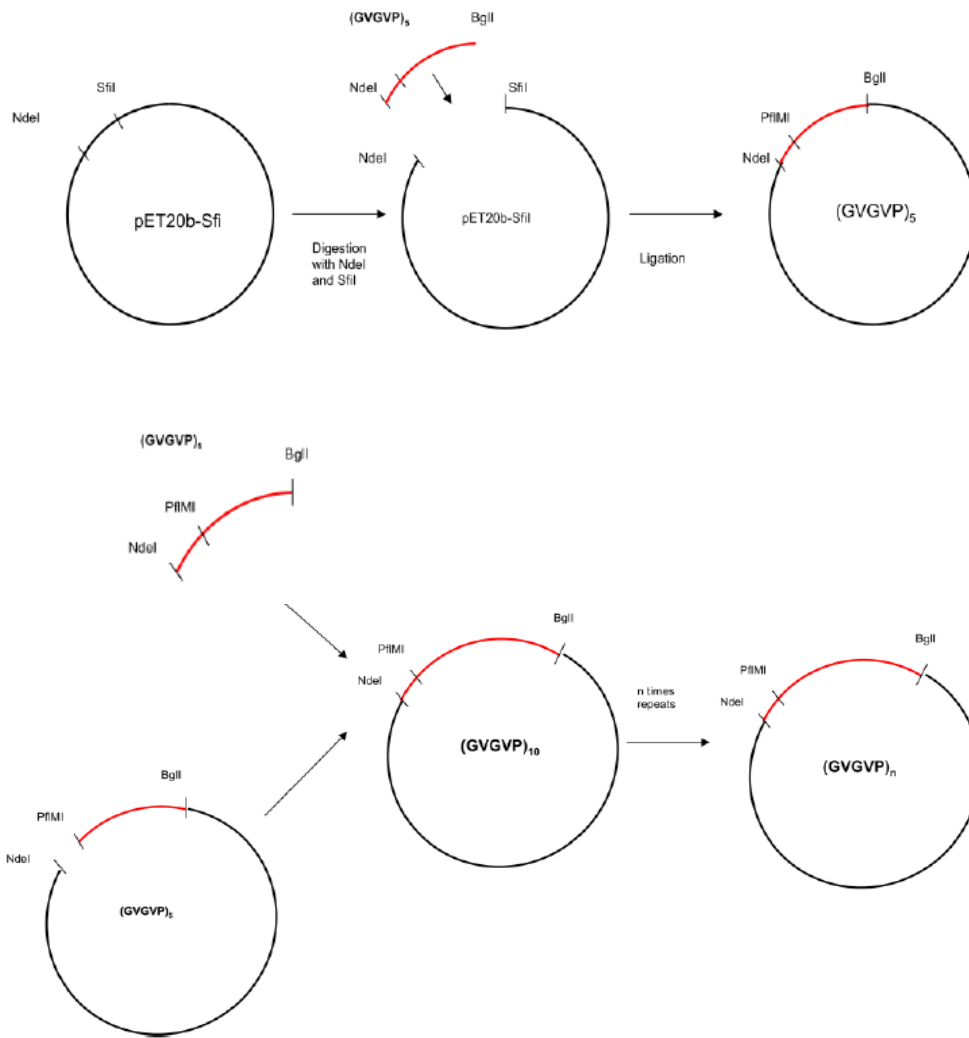 (GVGVP)5
BglI
NdeI
SfiI
NdeI
SfiI
NdeI
pET20b-Sfi
Digestion
with NdeI
and SfiI
pET20b-SfiI
Ligation
BglI
PflMI
NdeI
(GVGVP)5
(GVGVP)5
BglI
PflMI
NdeI
BglI
PflMI
NdeI
(GVGVP)5
BglI
PflMI
NdeI
(GVGVP)10
n times
repeats
BglI
PflMI
NdeI
(GVGVP)n